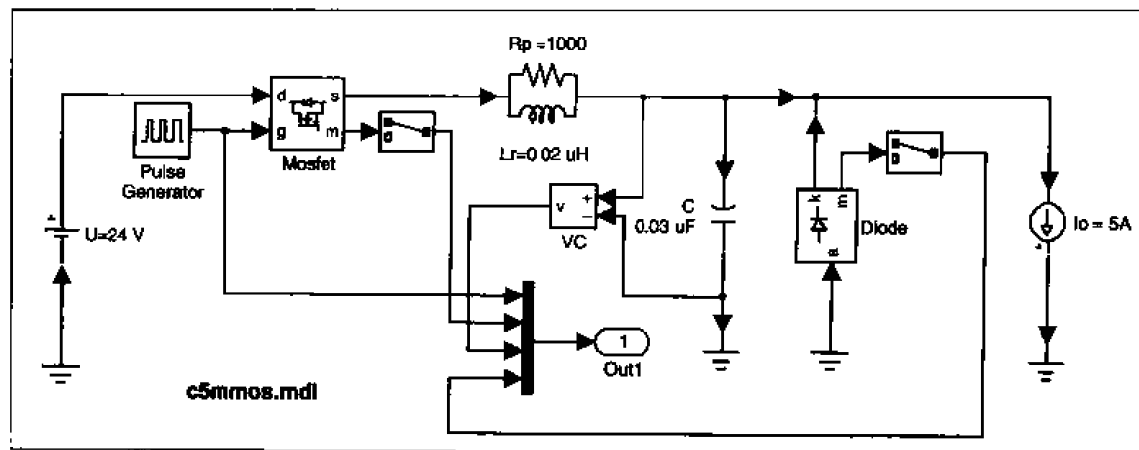 Rp =1000
d
s
g
m
Mosfet
Pulse
Generator
Lr=0.02 uH
+
U=24 V
v
+
–
VC
C
0.03 uF
k
m
a
Diode
Io = 5A
+
1
Out1
c5mmos.mdl